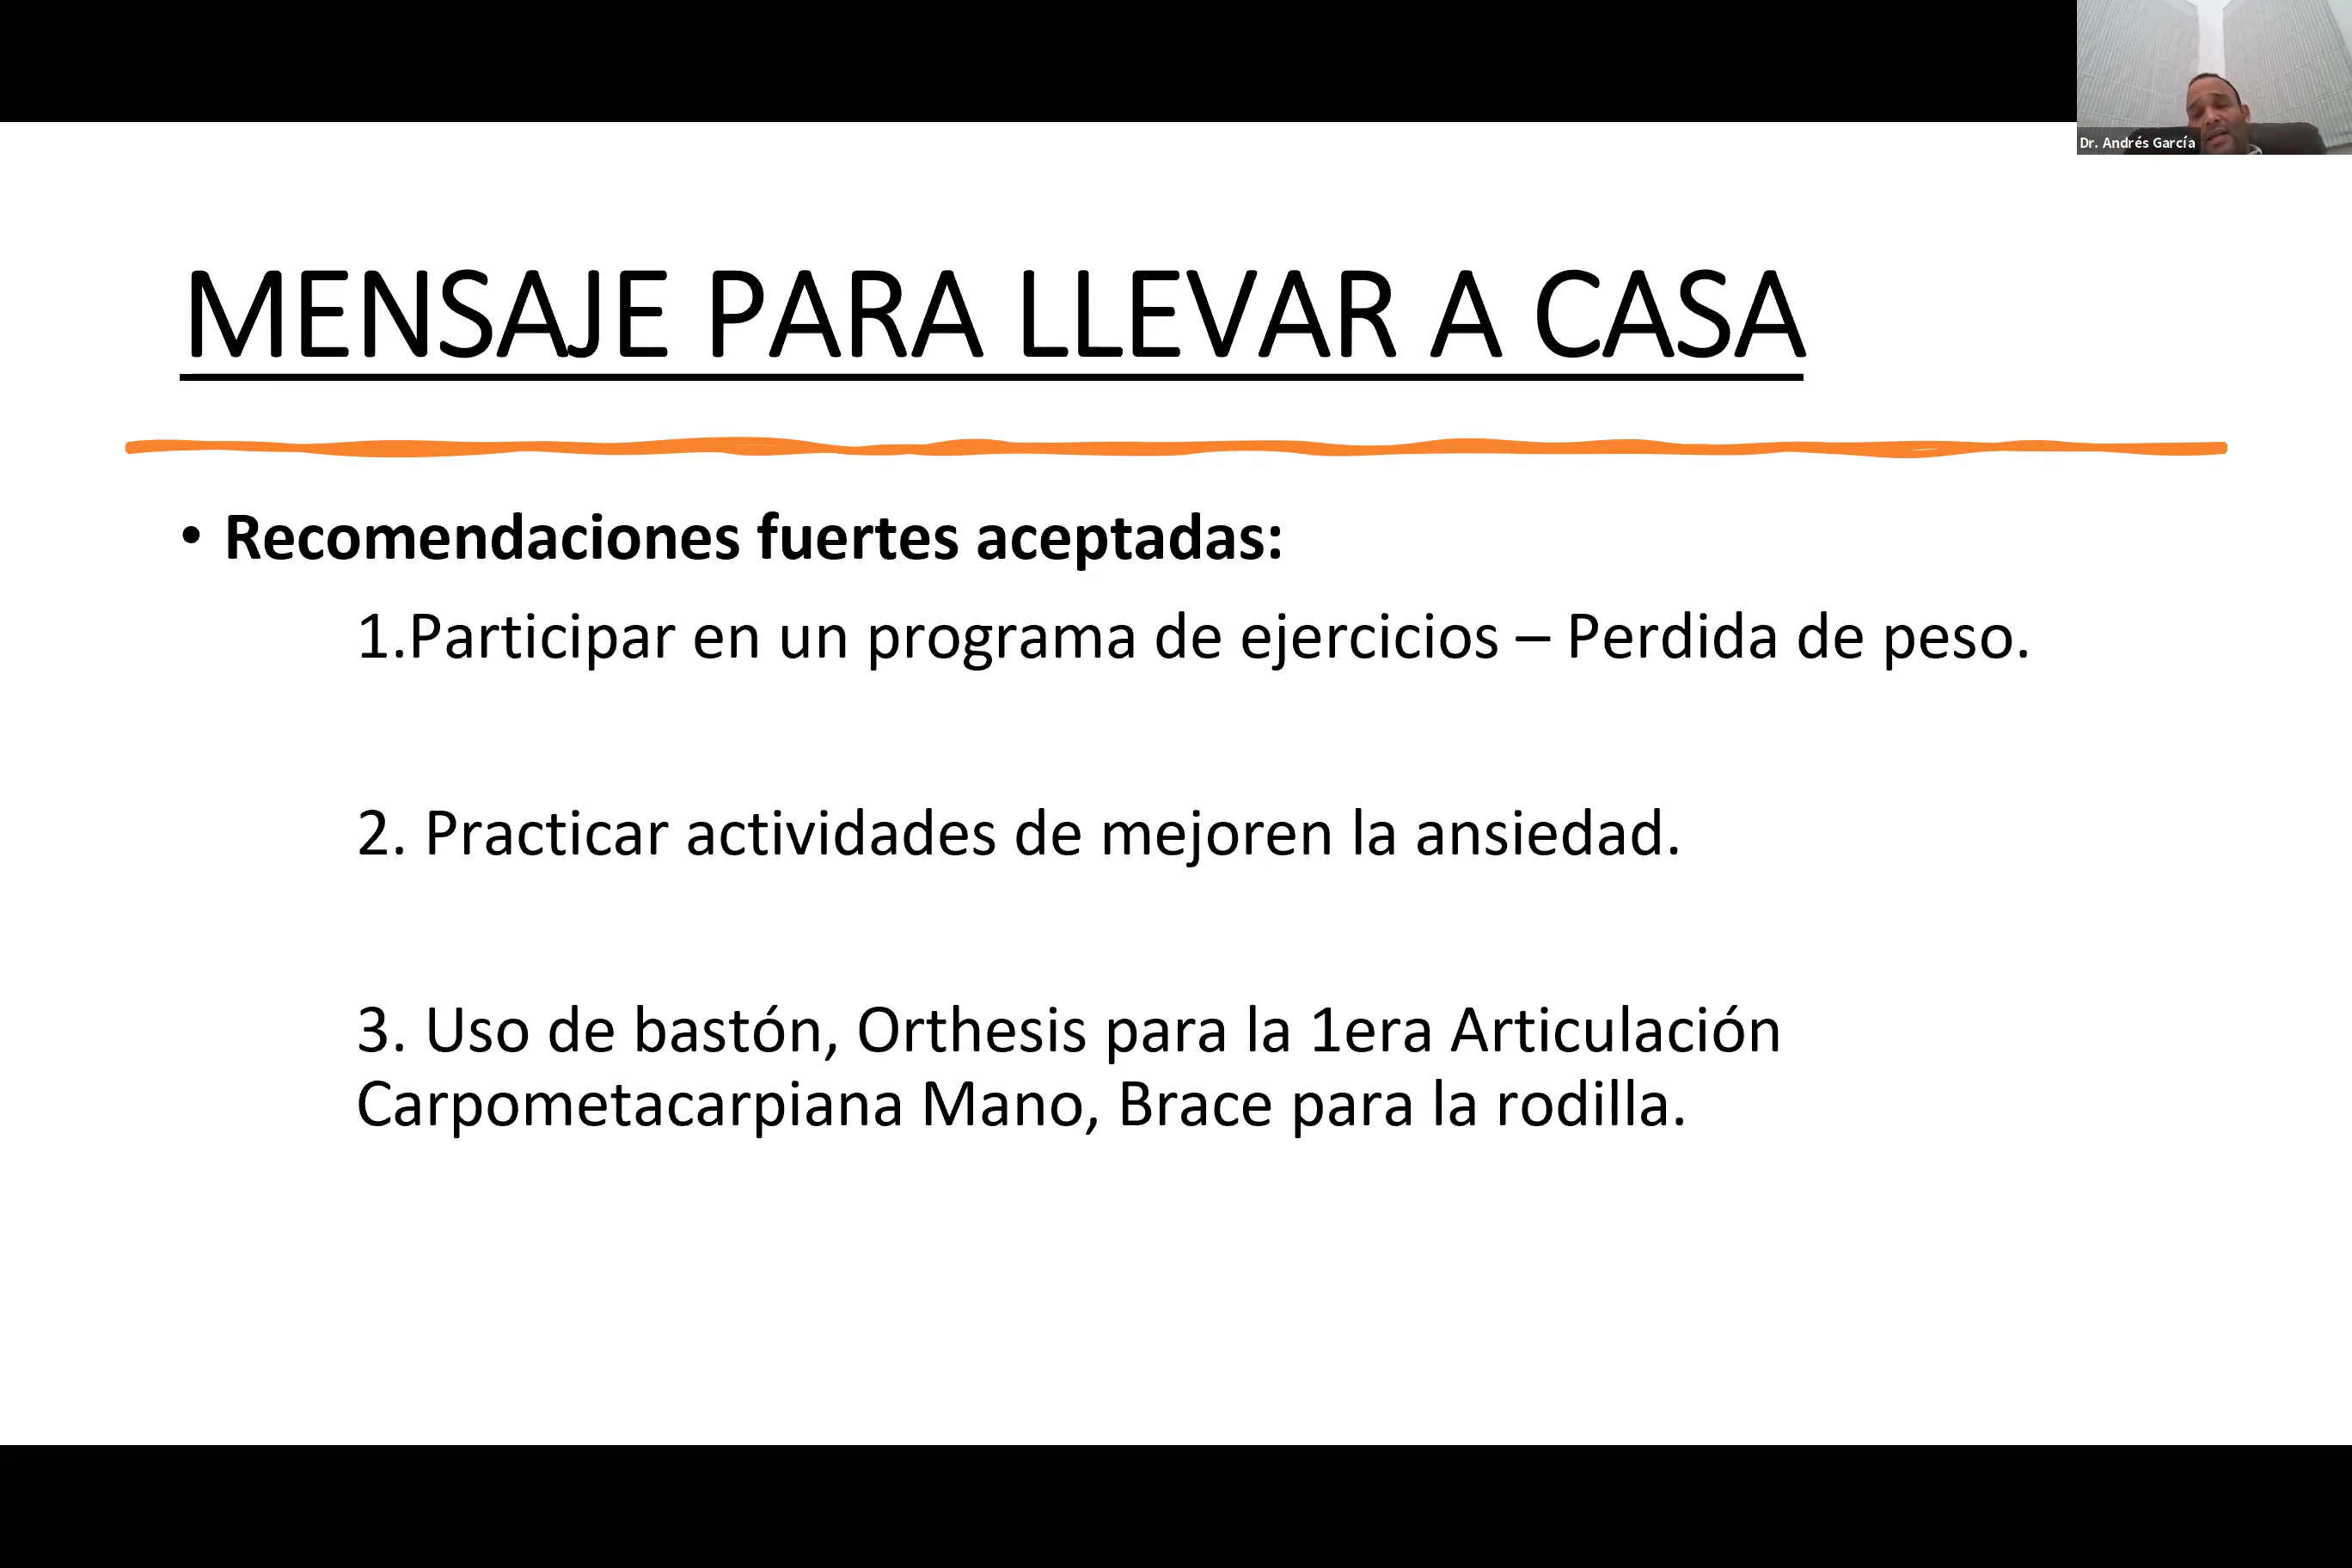 Dr. Andrés García
MENSAJE PARA LLEVAR A CASA
• Recomendaciones fuertes aceptadas:
1.Participar en un programa de ejercicios – Perdida de peso.
2. Practicar actividades de mejoren la ansiedad.
3. Uso de bastón, Orthesis para la 1era Articulación
Carpometacarpiana Mano, Brace para la rodilla.